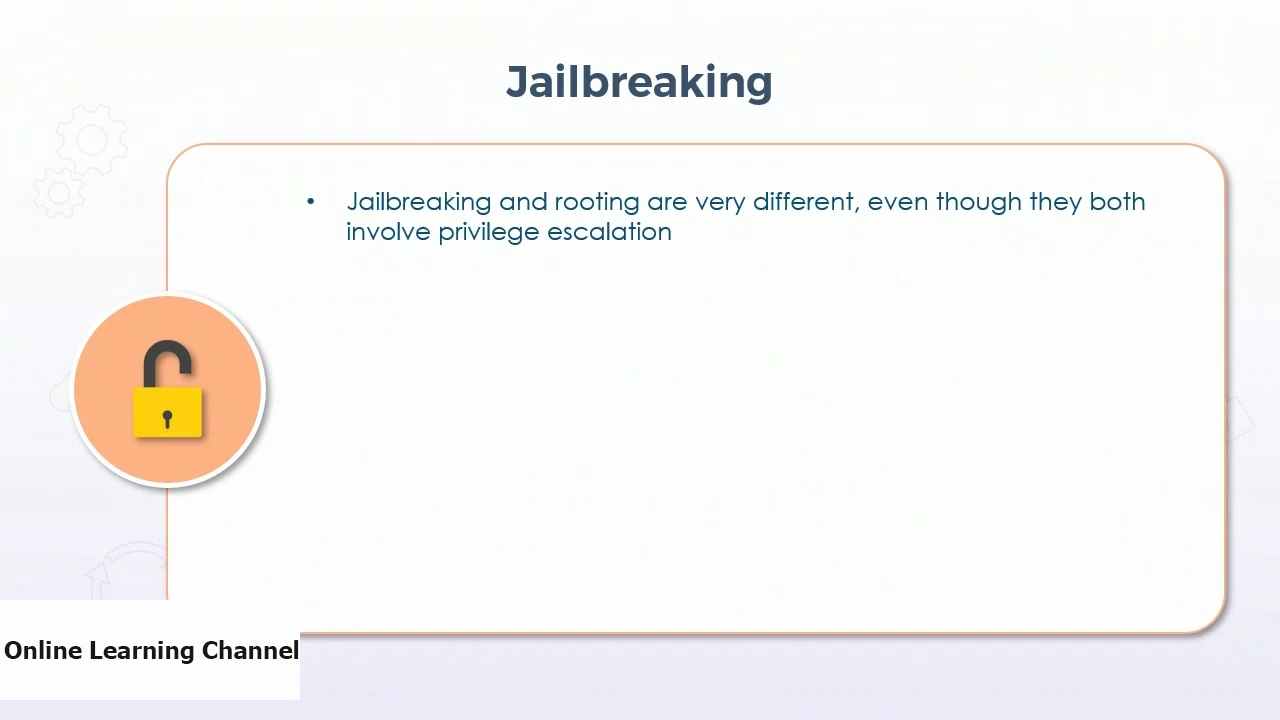 Jailbreaking
• Jailbreaking and rooting are very different, even though they both
involve privilege escalation
Online Learning Channel